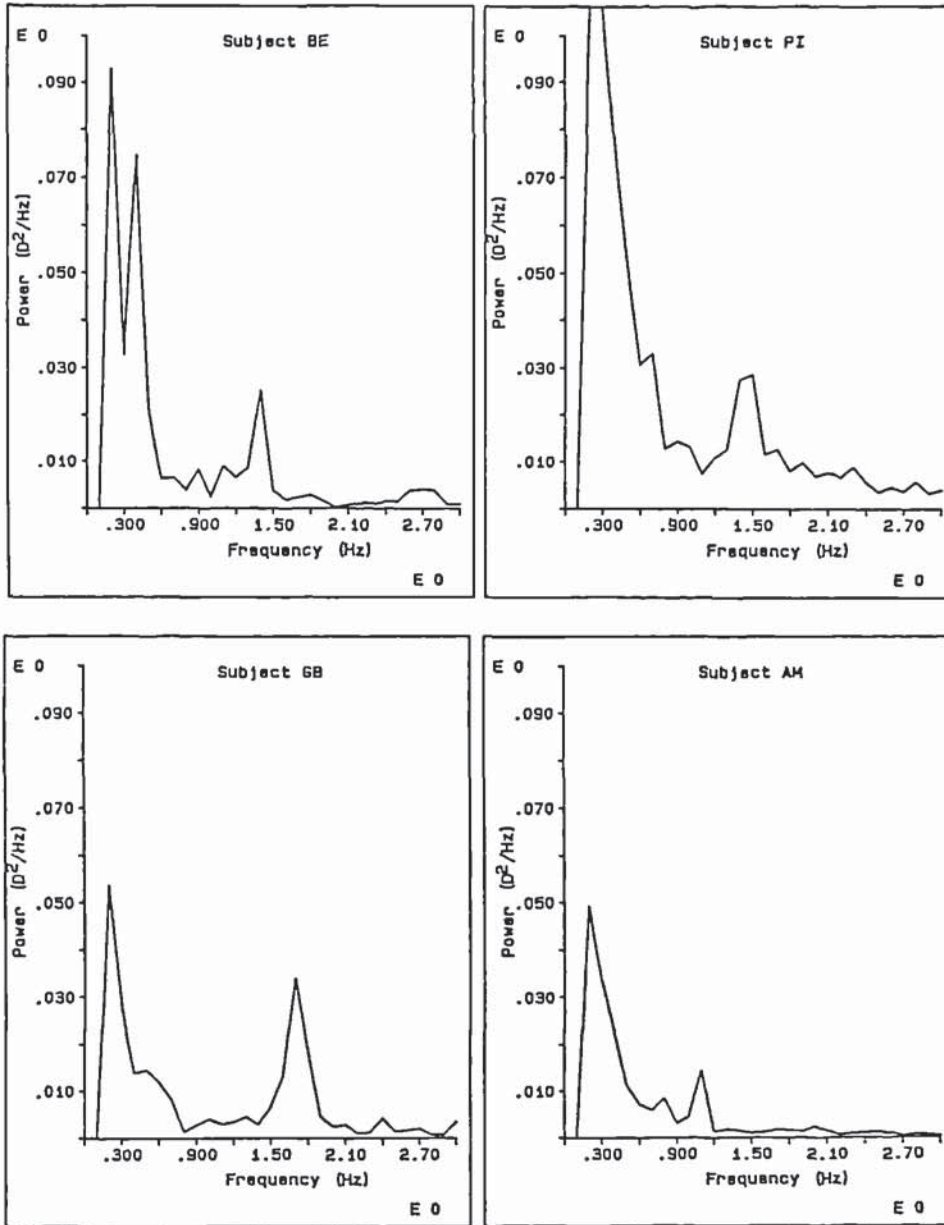 E 0
Subject BE
.090
.070
.050
.030
.010
Power (D²/Hz)
.300 .900 1.50 2.10 2.70
Frequency (Hz)
E 0
E 0
Subject PI
.090
.070
.050
.030
.010
Power (D²/Hz)
.300 .900 1.50 2.10 2.70
Frequency (Hz)
E 0
E 0
Subject GB
.090
.070
.050
.030
.010
Power (D²/Hz)
.300 .900 1.50 2.10 2.70
Frequency (Hz)
E 0
E 0
Subject AM
.090
.070
.050
.030
.010
Power (D²/Hz)
.300 .900 1.50 2.10 2.70
Frequency (Hz)
E 0